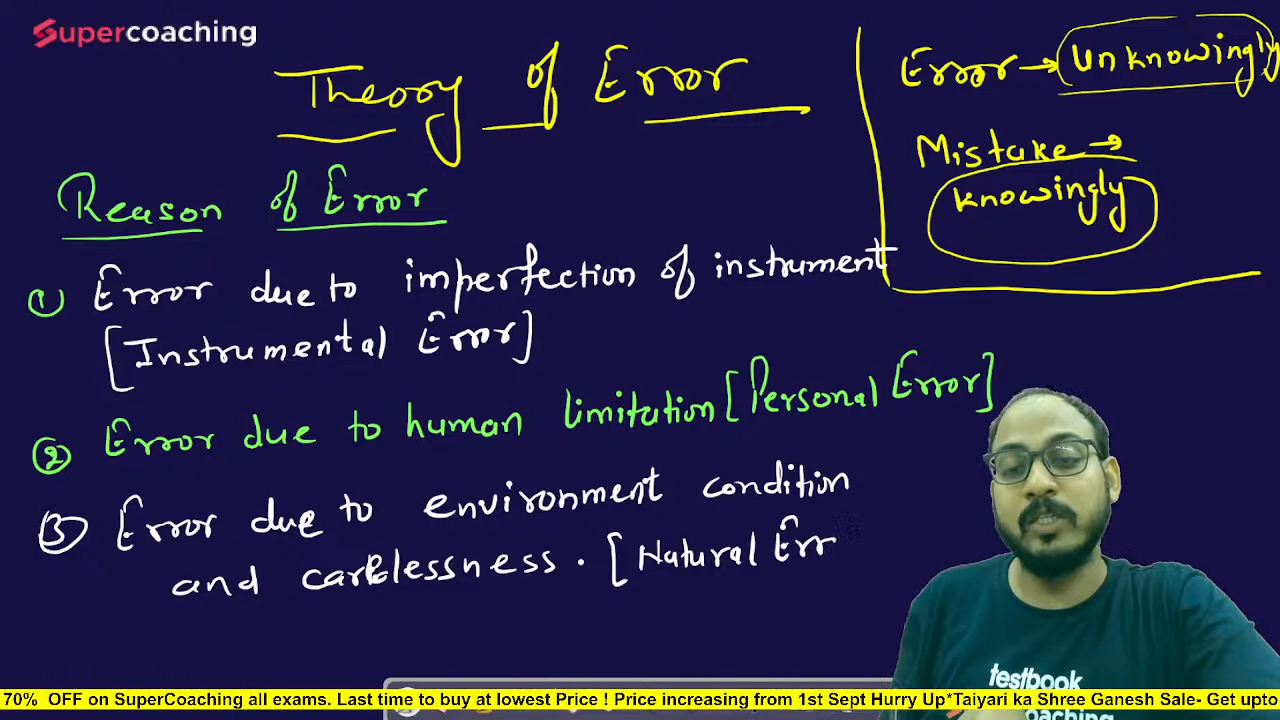 Supercoaching
Theory of Error
Error → Unknowingly
Mistake →
knowingly
Reason of Error
① Error due to imperfection of instrument
[Instrumental Error]
② Error due to human limitation [Personal Error]
③ Error due to environment condition
and carelessness. [Natural Err
testbook
coaching
70% OFF on SuperCoaching all exams. Last time to buy at lowest Price ! Price increasing from 1st Sept Hurry Up*Taiyari ka Shree Ganesh Sale- Get upto